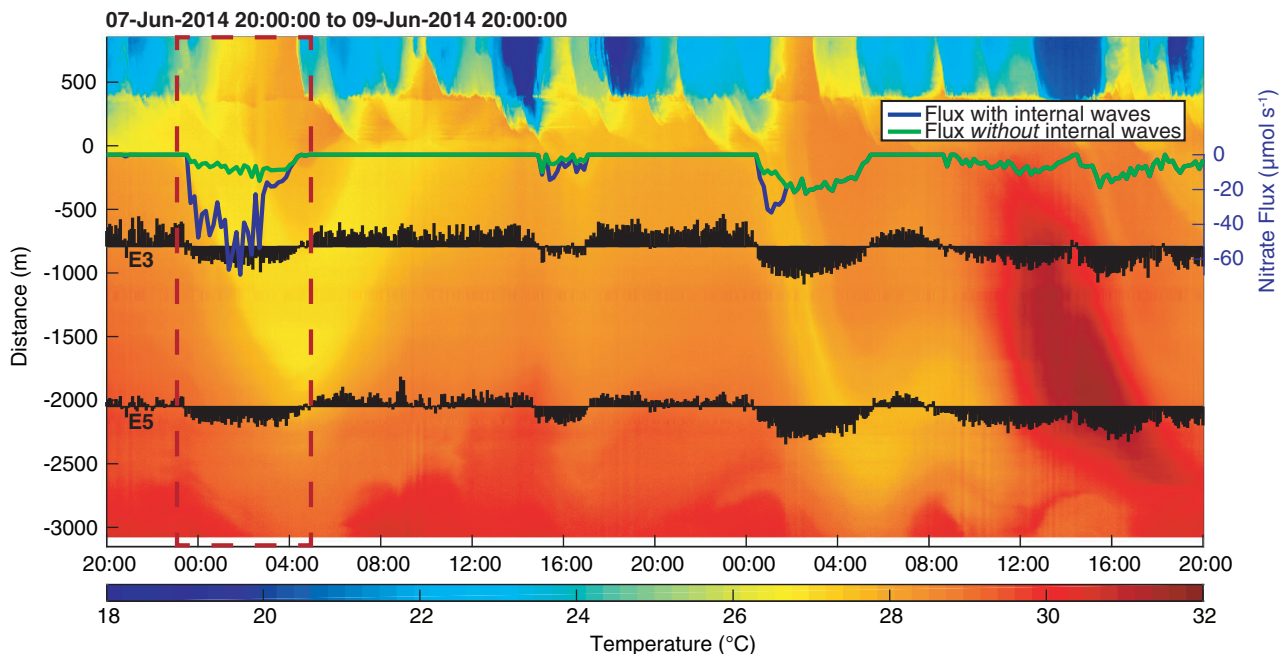 07-Jun-2014 20:00:00 to 09-Jun-2014 20:00:00
500
0
-500
-1000
-1500
-2000
-2500
-3000
Distance (m)
Flux with internal waves
Flux without internal waves
0
-20
-40
-60
Nitrate Flux (µmol s-1)
E3
E5
20:00 00:00 04:00 08:00 12:00 16:00 20:00 00:00 04:00 08:00 12:00 16:00 20:00
18 20 22 24 26 28 30 32
Temperature (°C)